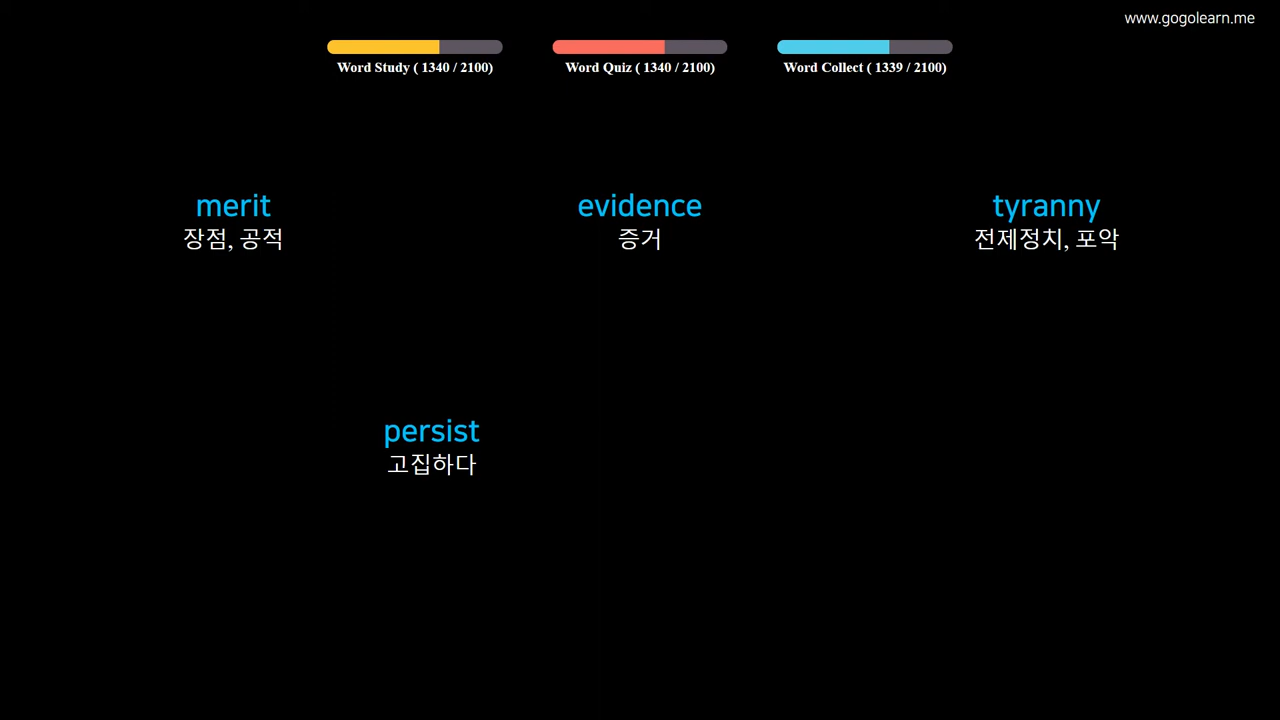 www.gogolearn.me
Word Study ( 1340 / 2100) Word Quiz ( 1340 / 2100) Word Collect ( 1339 / 2100)
merit evidence tyranny
장점, 공적 증거 전제정치, 포악
persist
고집하다